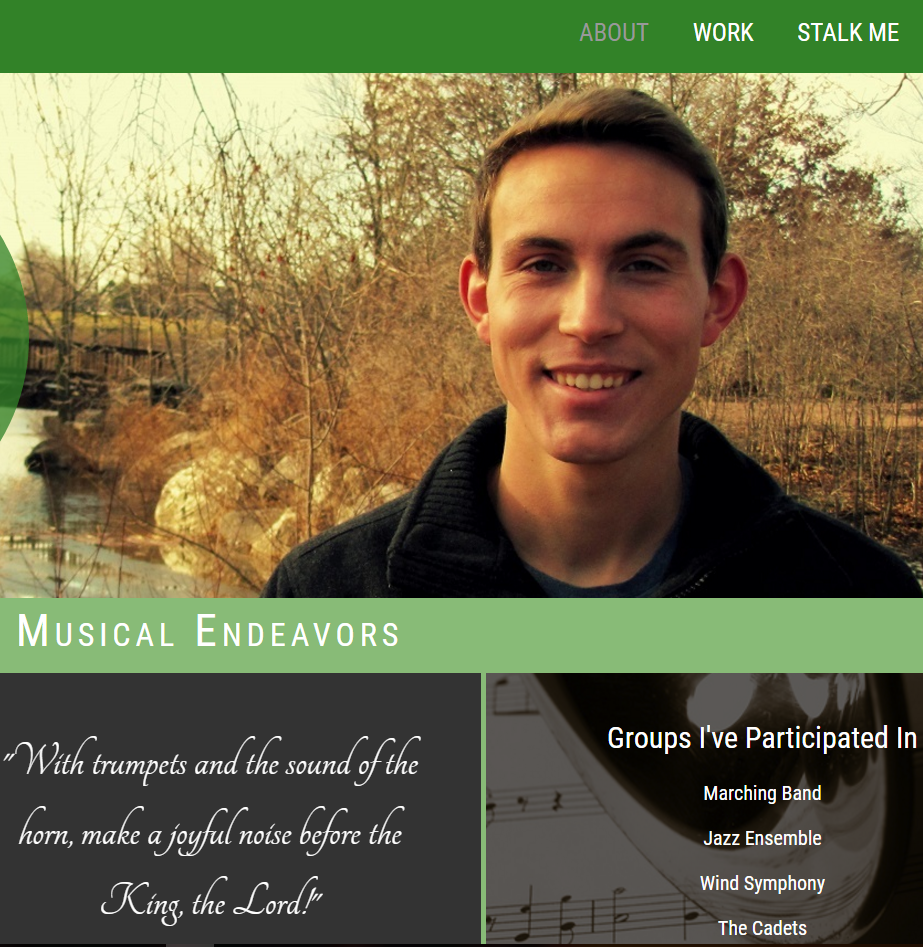 ABOUT WORK STALK ME
MUSICAL ENDEAVORS
"With trumpets and the sound of the
horn, make a joyful noise before the
King, the Lord!"
Groups I've Participated In
Marching Band
Jazz Ensemble
Wind Symphony
The Cadets